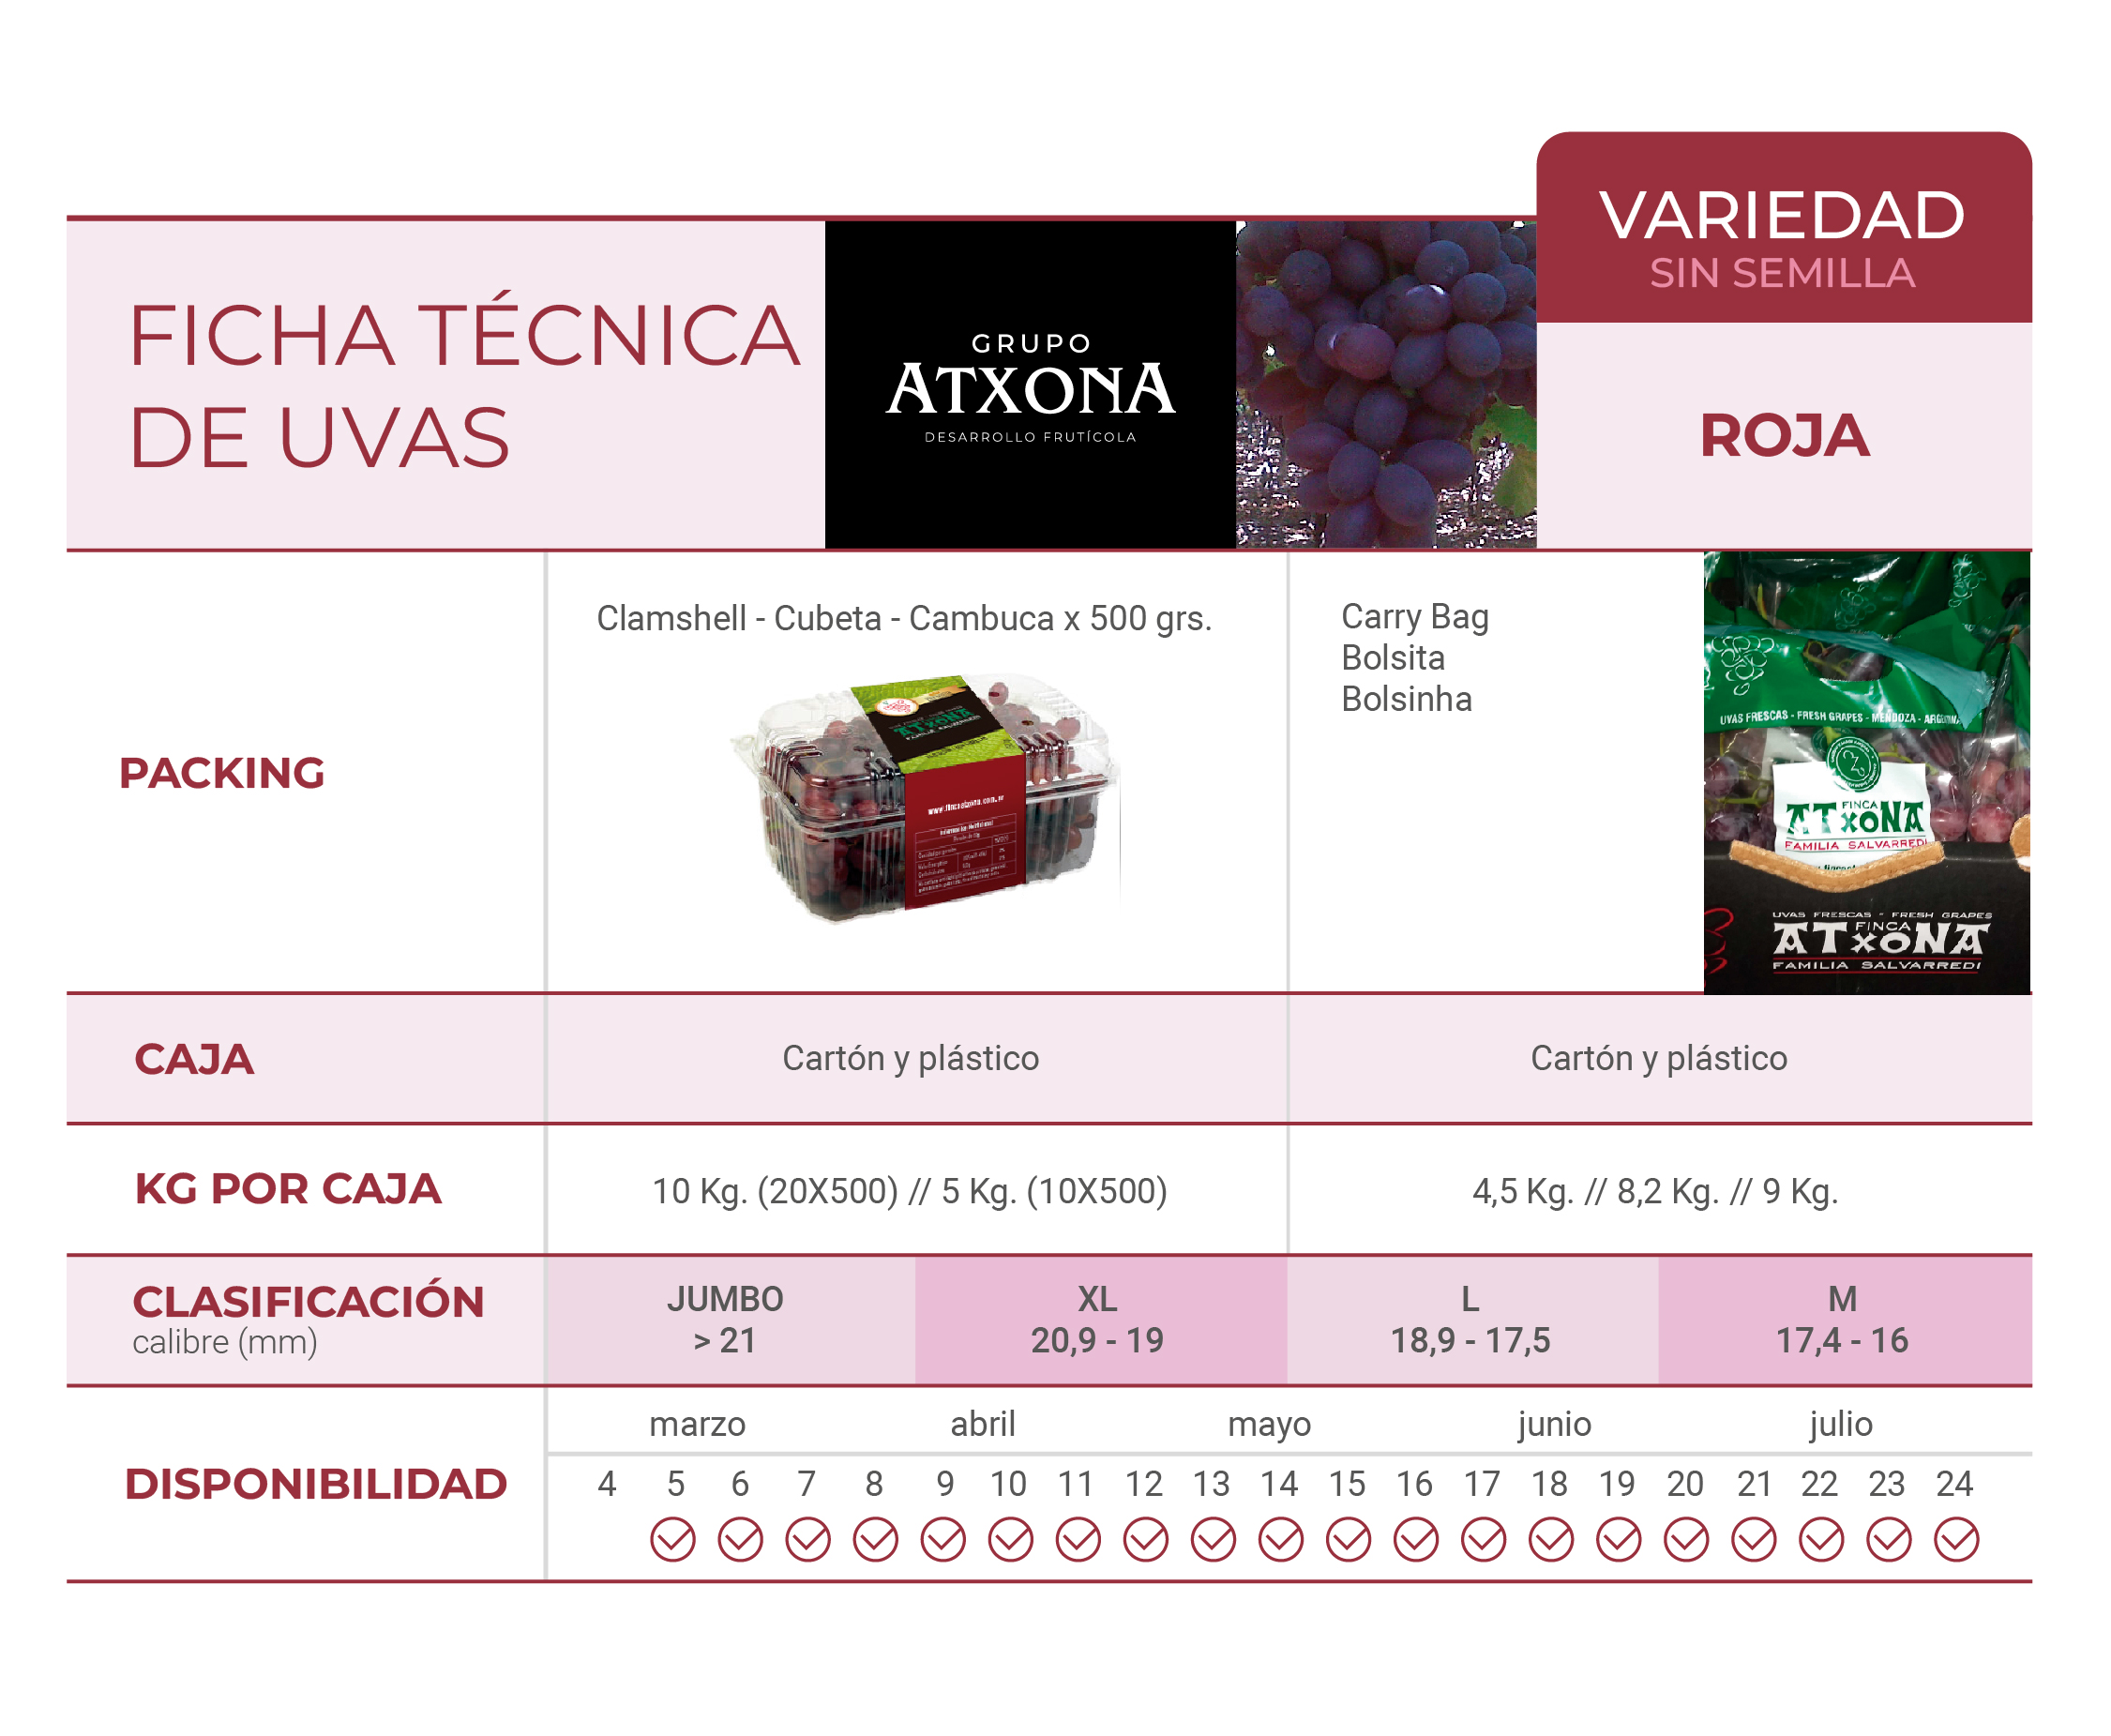 VARIEDAD
SIN SEMILLA
FICHA TÉCNICA
DE UVAS
GRUPO
ATXONA
DESARROLLO FRUTÍCOLA
ROJA
PACKING
Clamshell - Cubeta - Cambuca x 500 grs.
ATXONA
www.fincaatxona.com.ar
Carry Bag
Bolsita
Bolsinha
UVAS FRESCAS - FRESH GRAPES - MENDOZA - ARGENTINA
FINCA
ATXONA
FAMILIA SALVARREDI
UVAS FRESCAS - FRESH GRAPES
FINCA
ATXONA
FAMILIA SALVARREDI
CAJA
Cartón y plástico
Cartón y plástico
KG POR CAJA
10 Kg. (20X500) // 5 Kg. (10X500)
4,5 Kg. // 8,2 Kg. // 9 Kg.
CLASIFICACIÓN
calibre (mm)
JUMBO
> 21
XL
20,9 - 19
L
18,9 - 17,5
M
17,4 - 16
DISPONIBILIDAD
marzo abril mayo junio julio
4 5 6 7 8 9 10 11 12 13 14 15 16 17 18 19 20 21 22 23 24